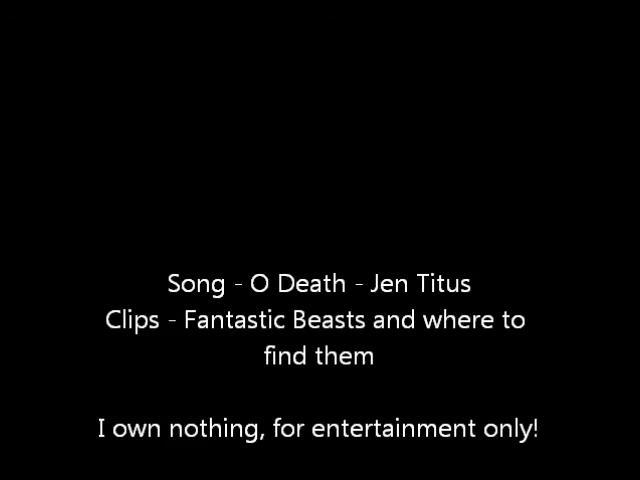 Song - O Death - Jen Titus
Clips - Fantastic Beasts and where to
find them
I own nothing, for entertainment only!